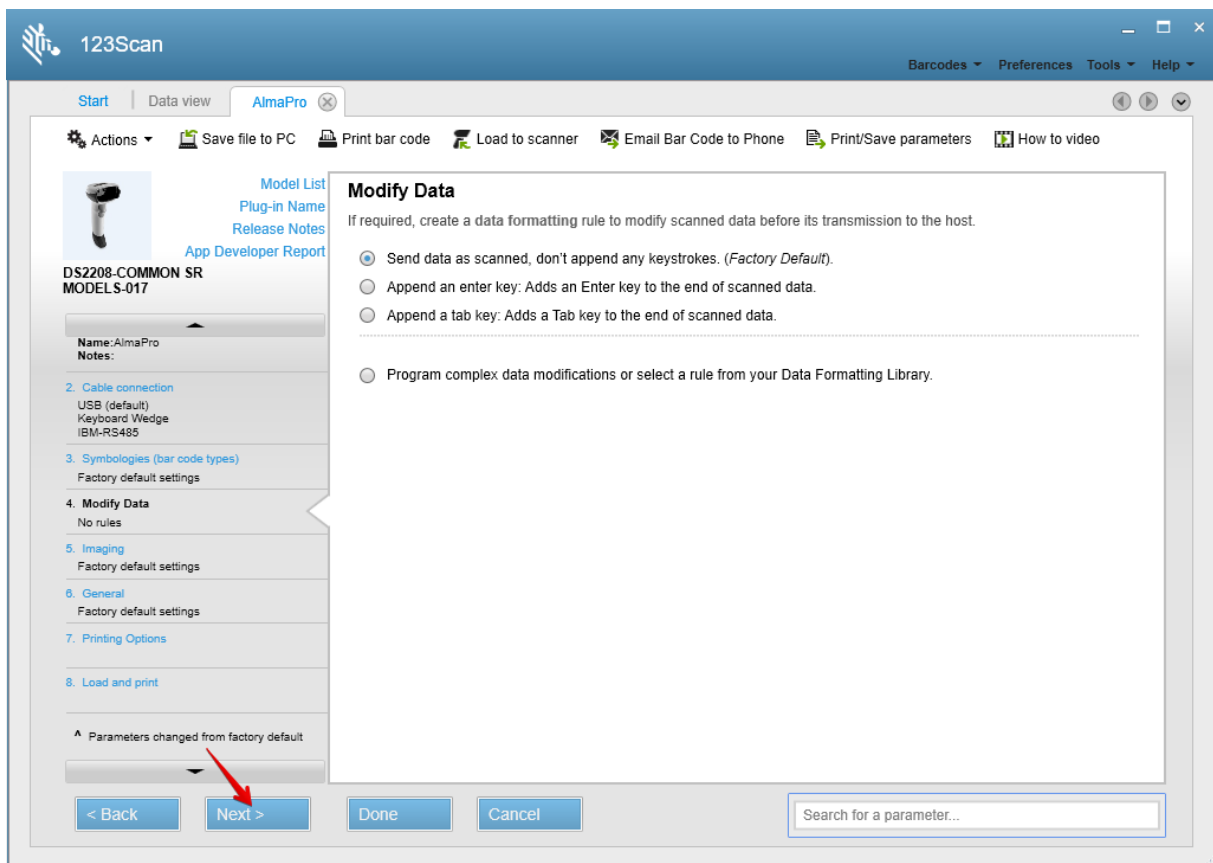 123Scan
Barcodes Preferences Tools Help
Start Data view AlmaPro
Actions Save file to PC Print bar code Load to scanner Email Bar Code to Phone Print/Save parameters How to video
Model List
Plug-in Name
Release Notes
App Developer Report
DS2208-COMMON SR
MODELS-017
Name:AlmaPro
Notes:
2. Cable connection
USB (default)
Keyboard Wedge
IBM-RS485
3. Symbologies (bar code types)
Factory default settings
4. Modify Data
No rules
5. Imaging
Factory default settings
6. General
Factory default settings
7. Printing Options
8. Load and print
^ Parameters changed from factory default
Modify Data
If required, create a data formatting rule to modify scanned data before its transmission to the host.
Send data as scanned, don't append any keystrokes. (Factory Default).
Append an enter key: Adds an Enter key to the end of scanned data.
Append a tab key: Adds a Tab key to the end of scanned data.
Program complex data modifications or select a rule from your Data Formatting Library.
< Back Next > Done Cancel Search for a parameter...